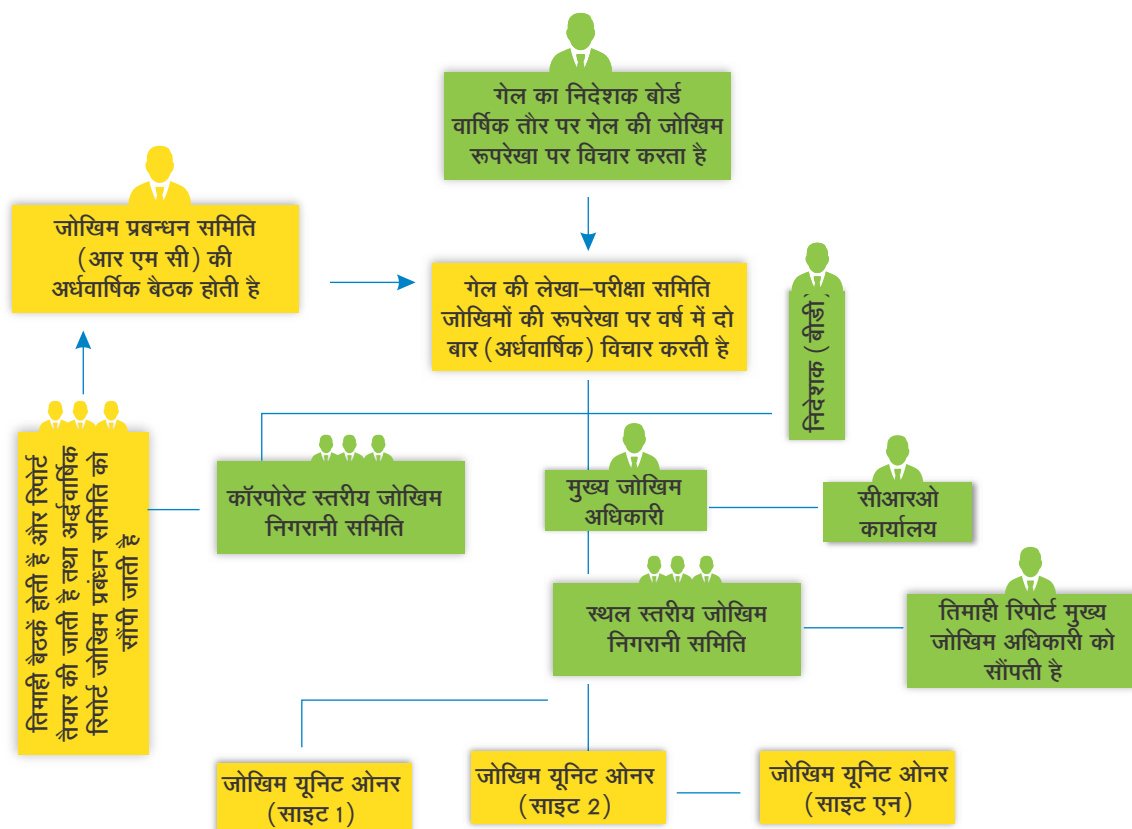 गेल का निदेशक बोर्ड
वार्षिक तौर पर गेल की जोखिम
रूपरेखा पर विचार करता है
जोखिम प्रबन्धन समिति
(आर एम सी) की
अर्धवार्षिक बैठक होती है
गेल की लेखा–परीक्षा समिति
जोखिमों की रूपरेखा पर वर्ष में दो
बार (अर्धवार्षिक) विचार करती है
निदेशक (बीडी)
तिमाही बैठकें होती हैं और रिपोर्ट
तैयार की जाती है तथा अर्द्धवार्षिक
रिपोर्ट जोखिम प्रबंधन समिति को
सौंपी जाती है
कॉरपोरेट स्तरीय जोखिम
निगरानी समिति
मुख्य जोखिम
अधिकारी
सीआरओ
कार्यालय
स्थल स्तरीय जोखिम
निगरानी समिति
तिमाही रिपोर्ट मुख्य
जोखिम अधिकारी को
सौंपती है
जोखिम यूनिट ओनर
(साइट 1)
जोखिम यूनिट ओनर
(साइट 2)
जोखिम यूनिट ओनर
(साइट एन)